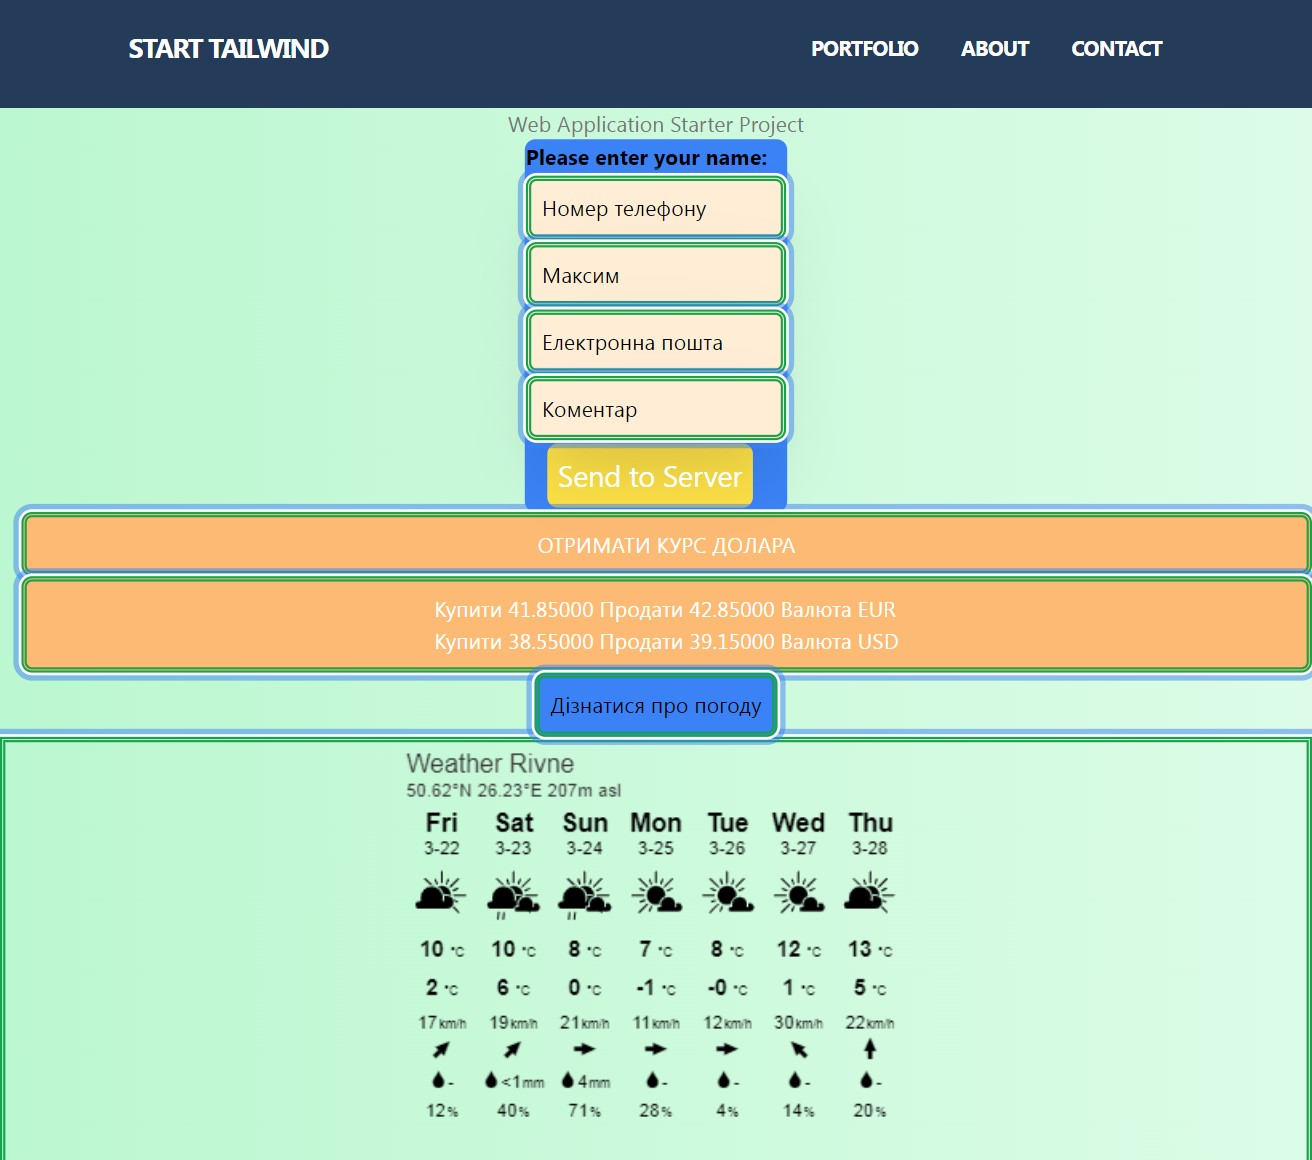 START TAILWIND
PORTFOLIO ABOUT CONTACT
Web Application Starter Project
Please enter your name:
Номер телефону
Максим
Електронна пошта
Коментар
Send to Server
ОТРИМАТИ КУРС ДОЛАРА
Купити 41.85000 Продати 42.85000 Валюта EUR
Купити 38.55000 Продати 39.15000 Валюта USD
Дізнатися про погоду
Weather Rivne
50.62°N 26.23°E 207m asl
Fri Sat Sun Mon Tue Wed Thu
3-22 3-23 3-24 3-25 3-26 3-27 3-28
10 °C 10 °C 8 °C 7 °C 8 °C 12 °C 13 °C
2 °C 6 °C 0 °C -1 °C -0 °C 1 °C 5 °C
17 km/h 19 km/h 21 km/h 11 km/h 12 km/h 30 km/h 22 km/h
- <1 mm 4 mm - - - -
12% 40% 71% 28% 4% 14% 20%